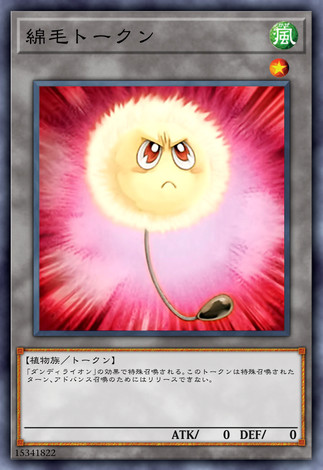 綿毛トークン
風
【植物族／トークン】
「ダンディライオン」の効果で特殊召喚される。このトークンは特殊召喚された
ターン、アドバンス召喚のためにはリリースできない。
ATK/ 0 DEF/ 0
15341822